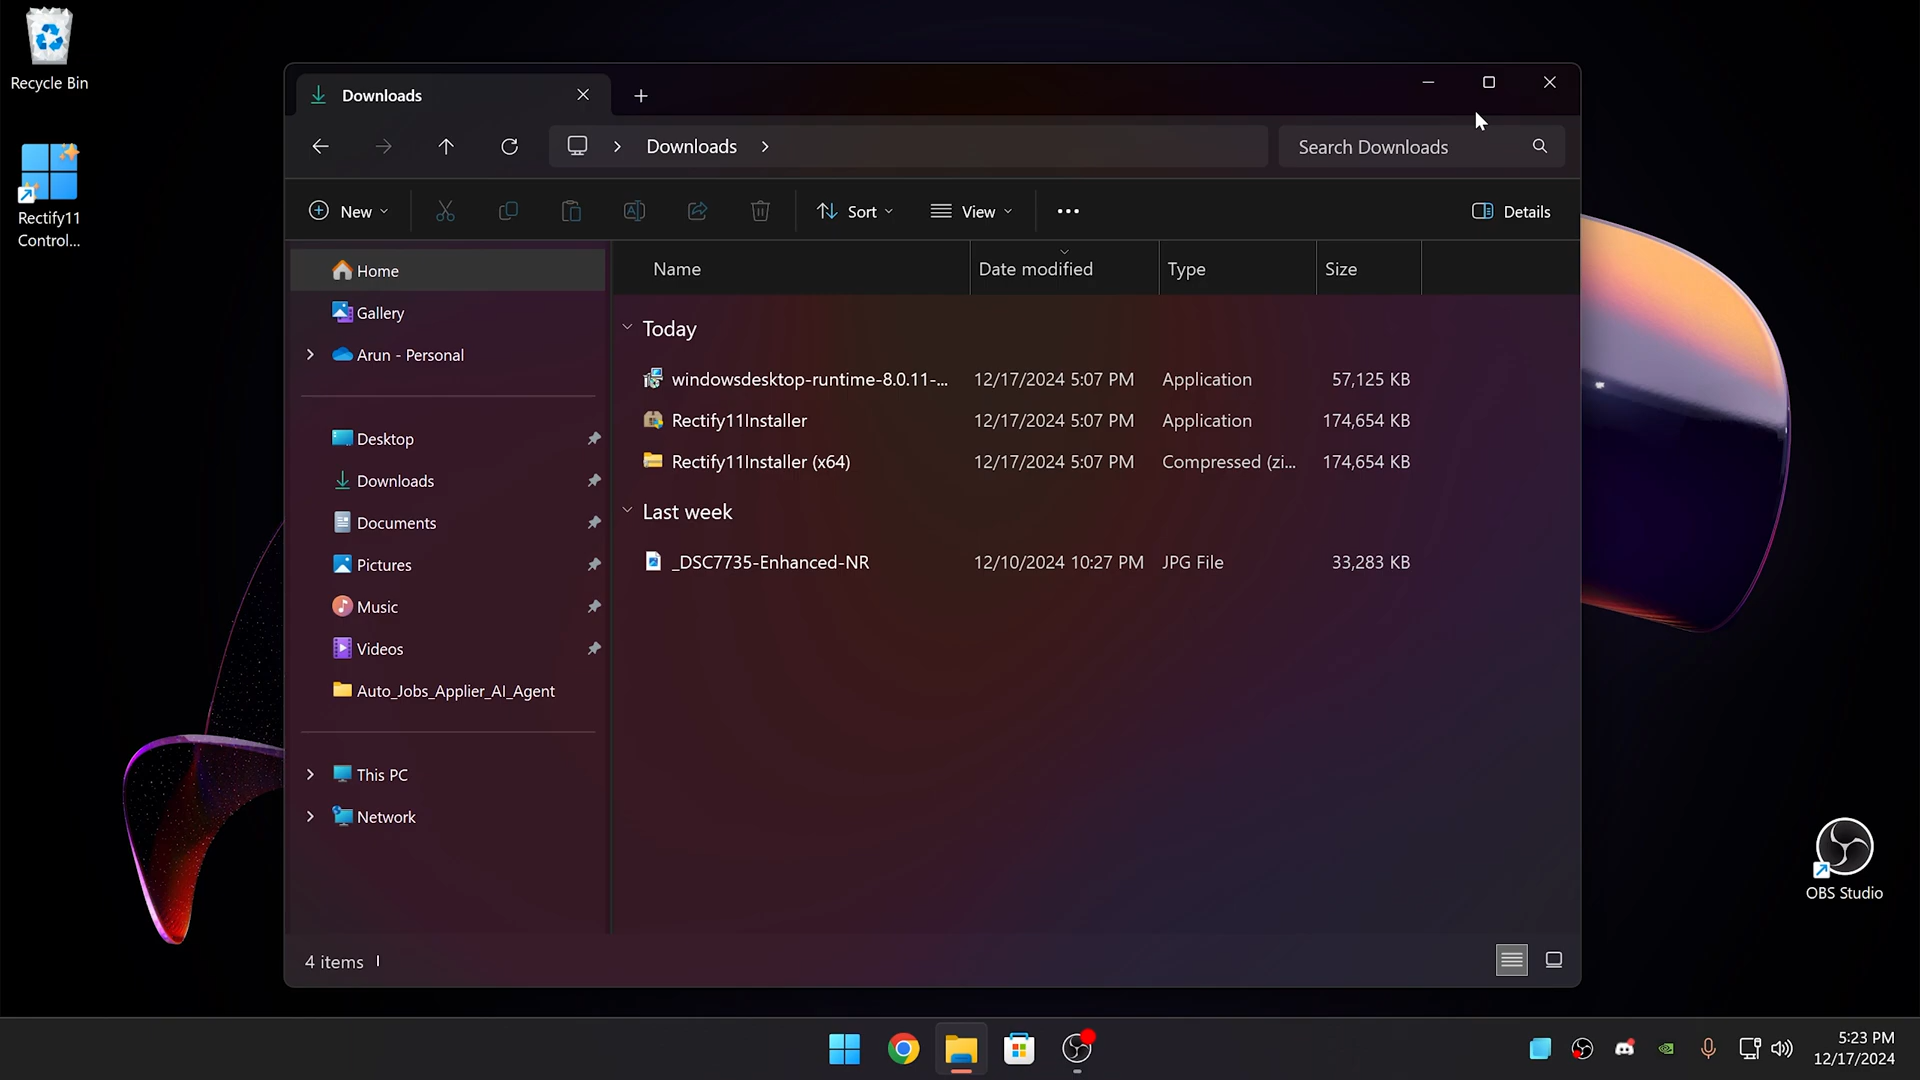 Recycle Bin
Rectify11
Control...
Downloads
Downloads
Search Downloads
New
Sort
View
Details
Home
Gallery
Arun - Personal
Desktop
Downloads
Documents
Pictures
Music
Videos
Auto_Jobs_Applier_AI_Agent
This PC
Network
Name Date modified Type Size
Today
windowsdesktop-runtime-8.0.11-... 12/17/2024 5:07 PM Application 57,125 KB
Rectify11Installer 12/17/2024 5:07 PM Application 174,654 KB
Rectify11Installer (x64) 12/17/2024 5:07 PM Compressed (zi... 174,654 KB
Last week
_DSC7735-Enhanced-NR 12/10/2024 10:27 PM JPG File 33,283 KB
4 items
OBS Studio
5:23 PM
12/17/2024